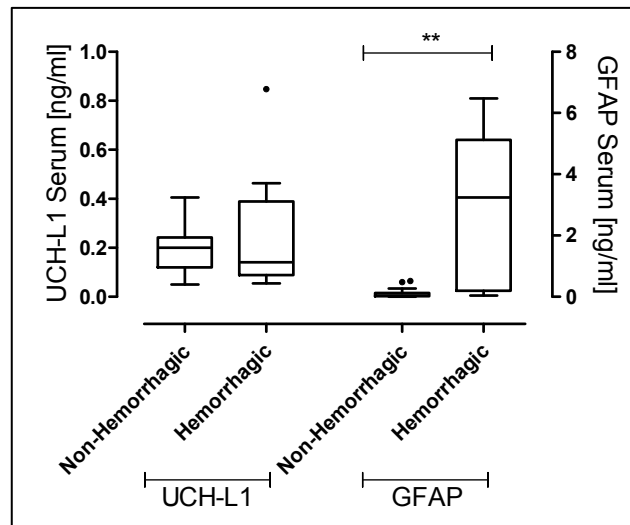 **
1.0
0.8
0.6
0.4
0.2
0.0
UCH-L1 Serum [ng/ml]
8
6
4
2
0
GFAP Serum [ng/ml]
Non-Hemorrhagic
Hemorrhagic
Non-Hemorrhagic
Hemorrhagic
UCH-L1
GFAP